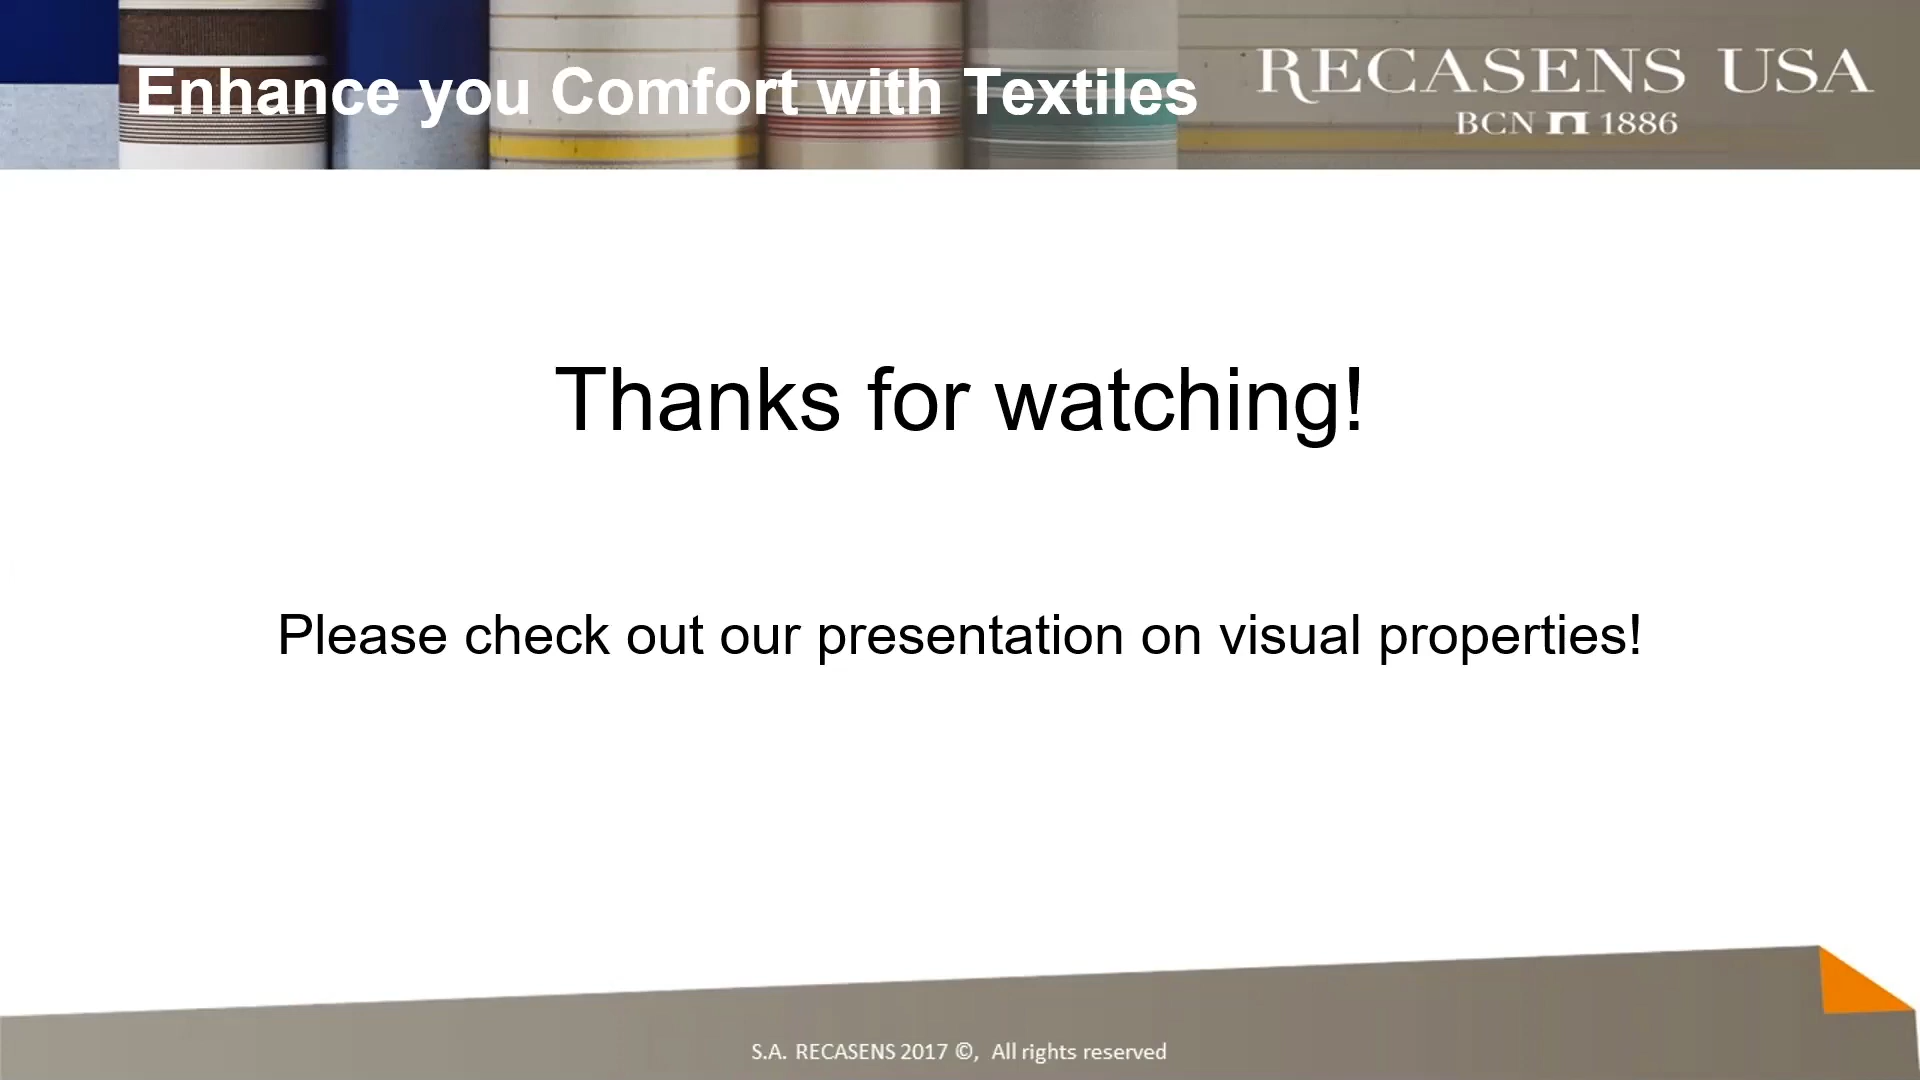 Enhance you Comfort with Textiles
RECASENS USA
BCN 1886
Thanks for watching!
Please check out our presentation on visual properties!
S.A. RECASENS 2017 ©, All rights reserved